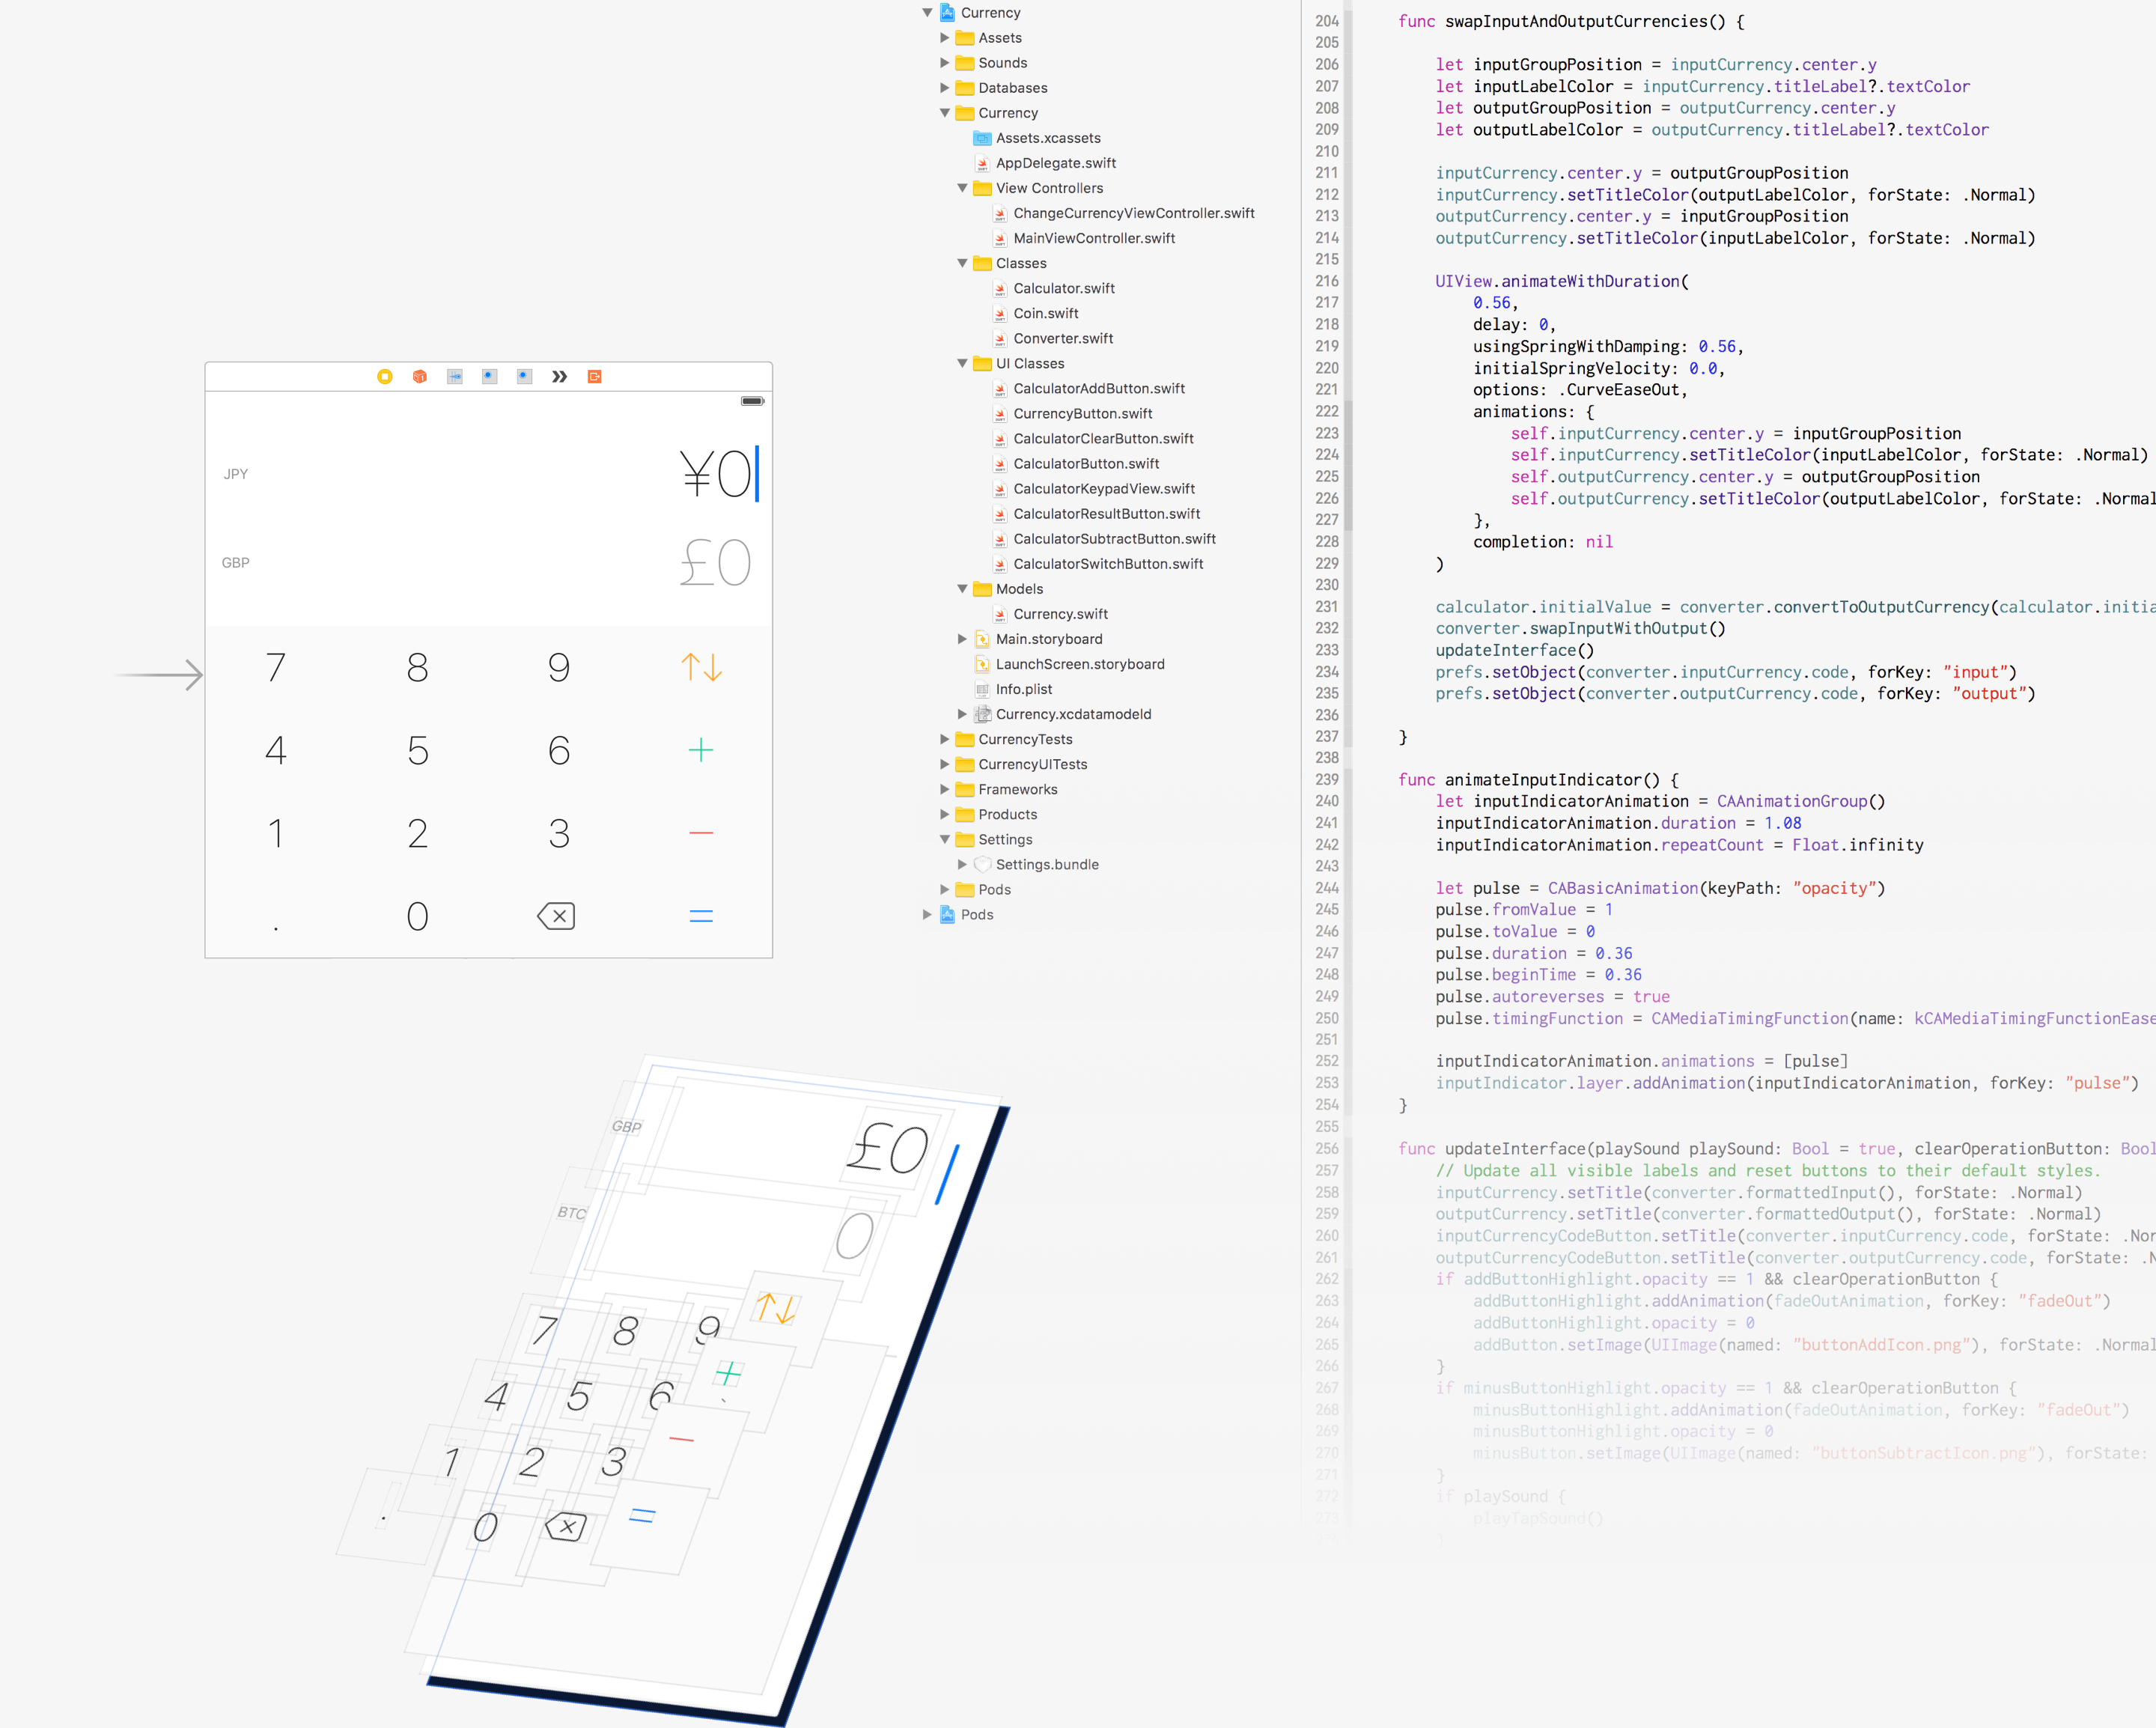 JPY
¥0
GBP
£0
7 8 9 ↑↓
4 5 6 +
1 2 3 −
. 0 =
GBP
£0
BTC
0
7 8 9 ↑↓
4 5 6 +
1 2 3 −
. 0 =
Currency
Assets
Sounds
Databases
Currency
Assets.xcassets
AppDelegate.swift
View Controllers
ChangeCurrencyViewController.swift
MainViewController.swift
Classes
Calculator.swift
Coin.swift
Converter.swift
UI Classes
CalculatorAddButton.swift
CurrencyButton.swift
CalculatorClearButton.swift
CalculatorButton.swift
CalculatorKeypadView.swift
CalculatorResultButton.swift
CalculatorSubtractButton.swift
CalculatorSwitchButton.swift
Models
Currency.swift
Main.storyboard
LaunchScreen.storyboard
Info.plist
Currency.xcdatamodeld
CurrencyTests
CurrencyUITests
Frameworks
Products
Settings
Settings.bundle
Pods
Pods
204 func swapInputAndOutputCurrencies() {
205
206 let inputGroupPosition = inputCurrency.center.y
207 let inputLabelColor = inputCurrency.titleLabel?.textColor
208 let outputGroupPosition = outputCurrency.center.y
209 let outputLabelColor = outputCurrency.titleLabel?.textColor
210
211 inputCurrency.center.y = outputGroupPosition
212 inputCurrency.setTitleColor(outputLabelColor, forState: .Normal)
213 outputCurrency.center.y = inputGroupPosition
214 outputCurrency.setTitleColor(inputLabelColor, forState: .Normal)
215
216 UIView.animateWithDuration(
217 0.56,
218 delay: 0,
219 usingSpringWithDamping: 0.56,
220 initialSpringVelocity: 0.0,
221 options: .CurveEaseOut,
222 animations: {
223 self.inputCurrency.center.y = inputGroupPosition
224 self.inputCurrency.setTitleColor(inputLabelColor, forState: .Normal)
225 self.outputCurrency.center.y = outputGroupPosition
226 self.outputCurrency.setTitleColor(outputLabelColor, forState: .Normal
227 },
228 completion: nil
229 )
230
231 calculator.initialValue = converter.convertToOutputCurrency(calculator.initia
232 converter.swapInputWithOutput()
233 updateInterface()
234 prefs.setObject(converter.inputCurrency.code, forKey: "input")
235 prefs.setObject(converter.outputCurrency.code, forKey: "output")
236
237 }
238
239 func animateInputIndicator() {
240 let inputIndicatorAnimation = CAAnimationGroup()
241 inputIndicatorAnimation.duration = 1.08
242 inputIndicatorAnimation.repeatCount = Float.infinity
243
244 let pulse = CABasicAnimation(keyPath: "opacity")
245 pulse.fromValue = 1
246 pulse.toValue = 0
247 pulse.duration = 0.36
248 pulse.beginTime = 0.36
249 pulse.autoreverses = true
250 pulse.timingFunction = CAMediaTimingFunction(name: kCAMediaTimingFunctionEase
251
252 inputIndicatorAnimation.animations = [pulse]
253 inputIndicator.layer.addAnimation(inputIndicatorAnimation, forKey: "pulse")
254 }
255
256 func updateInterface(playSound playSound: Bool = true, clearOperationButton: Bool
257 // Update all visible labels and reset buttons to their default styles.
258 inputCurrency.setTitle(converter.formattedInput(), forState: .Normal)
259 outputCurrency.setTitle(converter.formattedOutput(), forState: .Normal)
260 inputCurrencyCodeButton.setTitle(converter.inputCurrency.code, forState: .Nor
261 outputCurrencyCodeButton.setTitle(converter.outputCurrency.code, forState: .N
262 if addButtonHighlight.opacity == 1 && clearOperationButton {
263 addButtonHighlight.addAnimation(fadeOutAnimation, forKey: "fadeOut")
264 addButtonHighlight.opacity = 0
265 addButton.setImage(UIImage(named: "buttonAddIcon.png"), forState: .Normal
266 }
267 if minusButtonHighlight.opacity == 1 && clearOperationButton {
268 minusButtonHighlight.addAnimation(fadeOutAnimation, forKey: "fadeOut")
269 minusButtonHighlight.opacity = 0
270 minusButton.setImage(UIImage(named: "buttonSubtractIcon.png"), forState:
271 }
272 if playSound {
273 playTapSound()